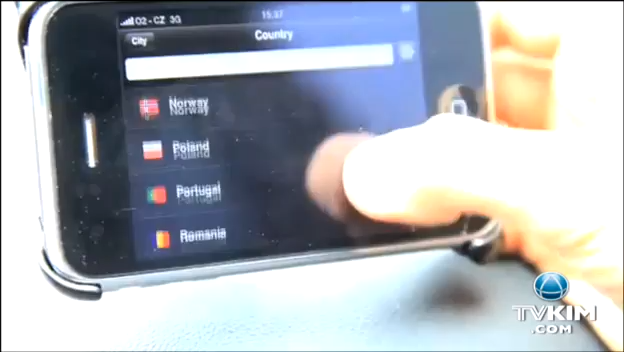 O2 - CZ 3G
15:37
City
Country
Norway
Poland
Portugal
Romania
TVKIM
.COM